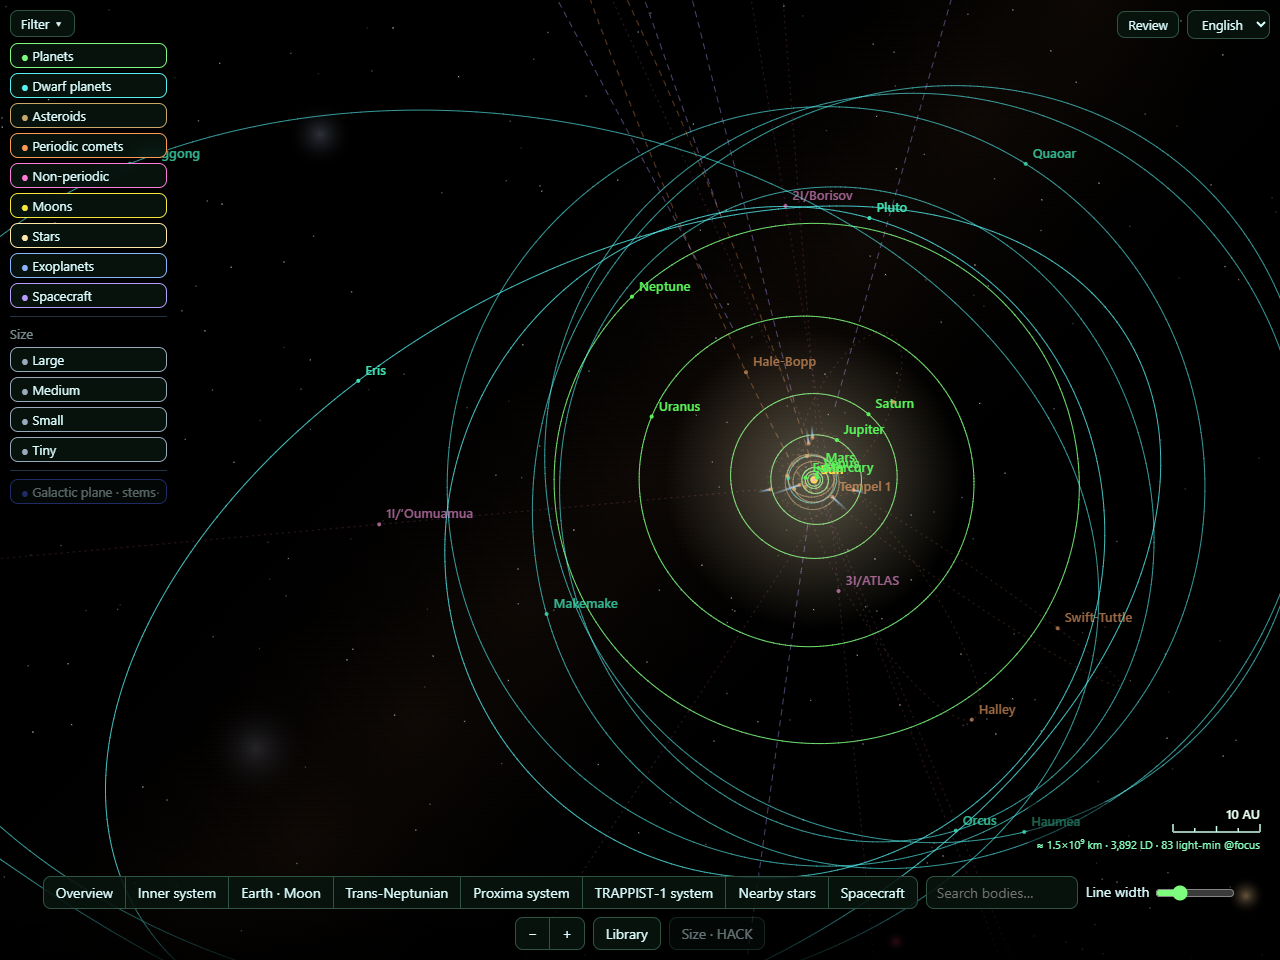 Filter ▼
Review
English
Planets
Dwarf planets
Asteroids
Periodic comets
Non-periodic
Moons
Stars
Exoplanets
Spacecraft
Size
Large
Medium
Small
Tiny
Galactic plane · stems
Quaoar
2I/Borisov
Pluto
Neptune
Hale-Bopp
Eris
Uranus
Saturn
Jupiter
Mars
Tempel 1
1I/'Oumuamua
3I/ATLAS
Makemake
Swift-Tuttle
Halley
Orcus
Haumea
10 AU
≈ 1.5×10⁹ km · 3,892 LD · 83 light-min @focus
Overview
Inner system
Earth · Moon
Trans-Neptunian
Proxima system
TRAPPIST-1 system
Nearby stars
Spacecraft
Search bodies...
Line width
−
+
Library
Size · HACK